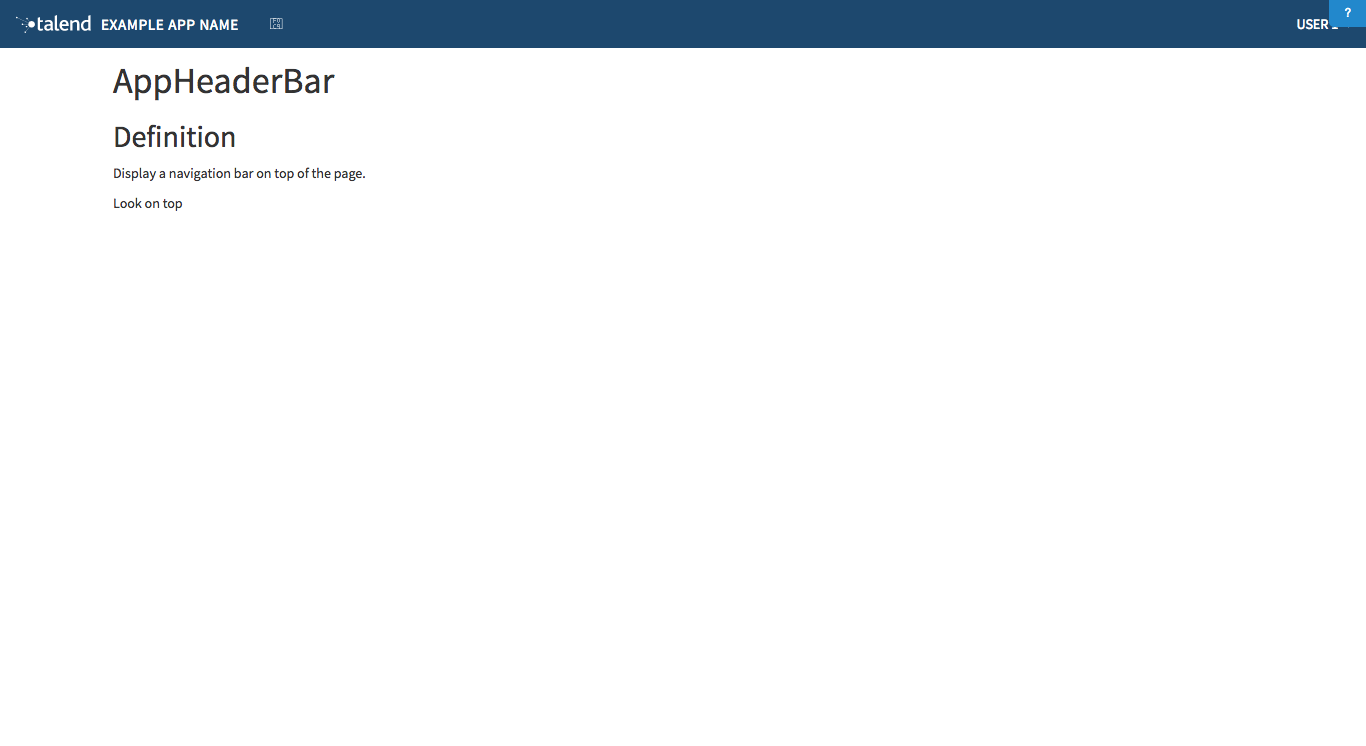 talend EXAMPLE APP NAME USER ?
AppHeaderBar
Definition
Display a navigation bar on top of the page.
Look on top